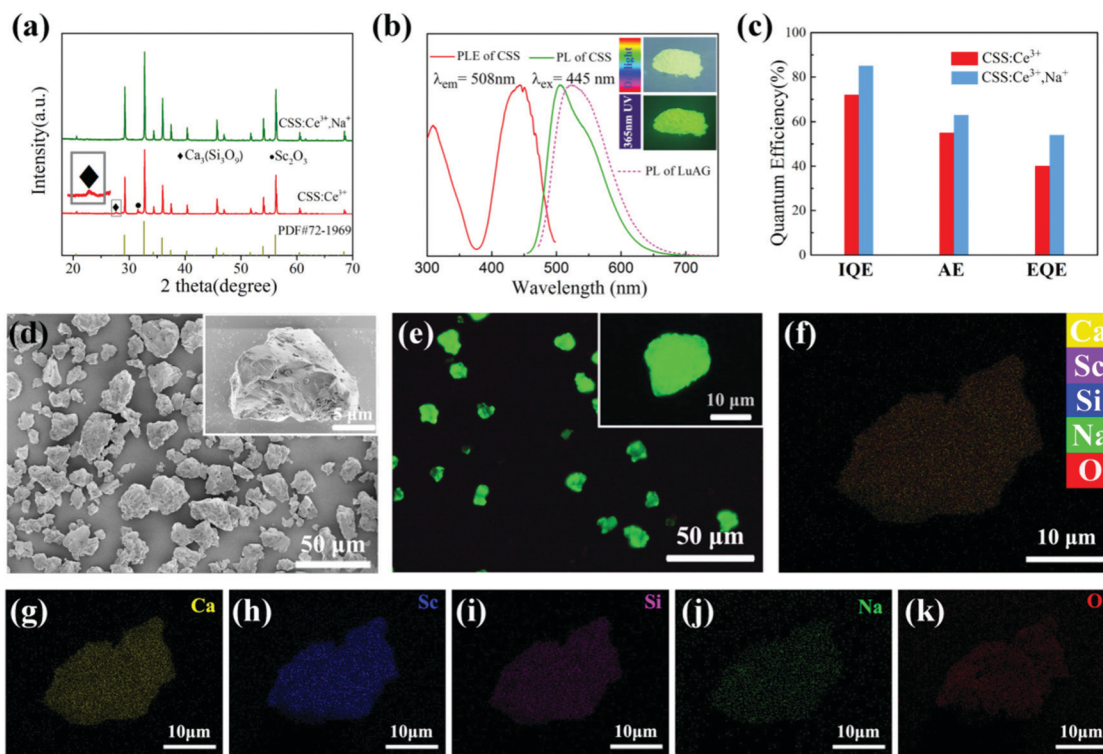 (a)
Intensity(a.u.)
CSS:Ce³⁺,Na⁺
♦Ca₃(Si₃O₉) •Sc₂O₃
CSS:Ce³⁺
PDF#72-1969
20 30 40 50 60 70
2 theta(degree)
(b)
PLE of CSS PL of CSS
λem= 508nm λex= 445 nm
light
365nm UV
PL of LuAG
300 400 500 600 700
Wavelength (nm)
(c)
Quantum Efficiency(%)
100
80
60
40
20
0
CSS:Ce³⁺
CSS:Ce³⁺,Na⁺
IQE AE EQE
(d)
5 μm
50 μm
(e)
10 μm
50 μm
(f)
Ca
Sc
Si
Na
O
10 μm
(g) Ca
10μm
(h) Sc
10μm
(i) Si
10μm
(j) Na
10μm
(k) O
10μm